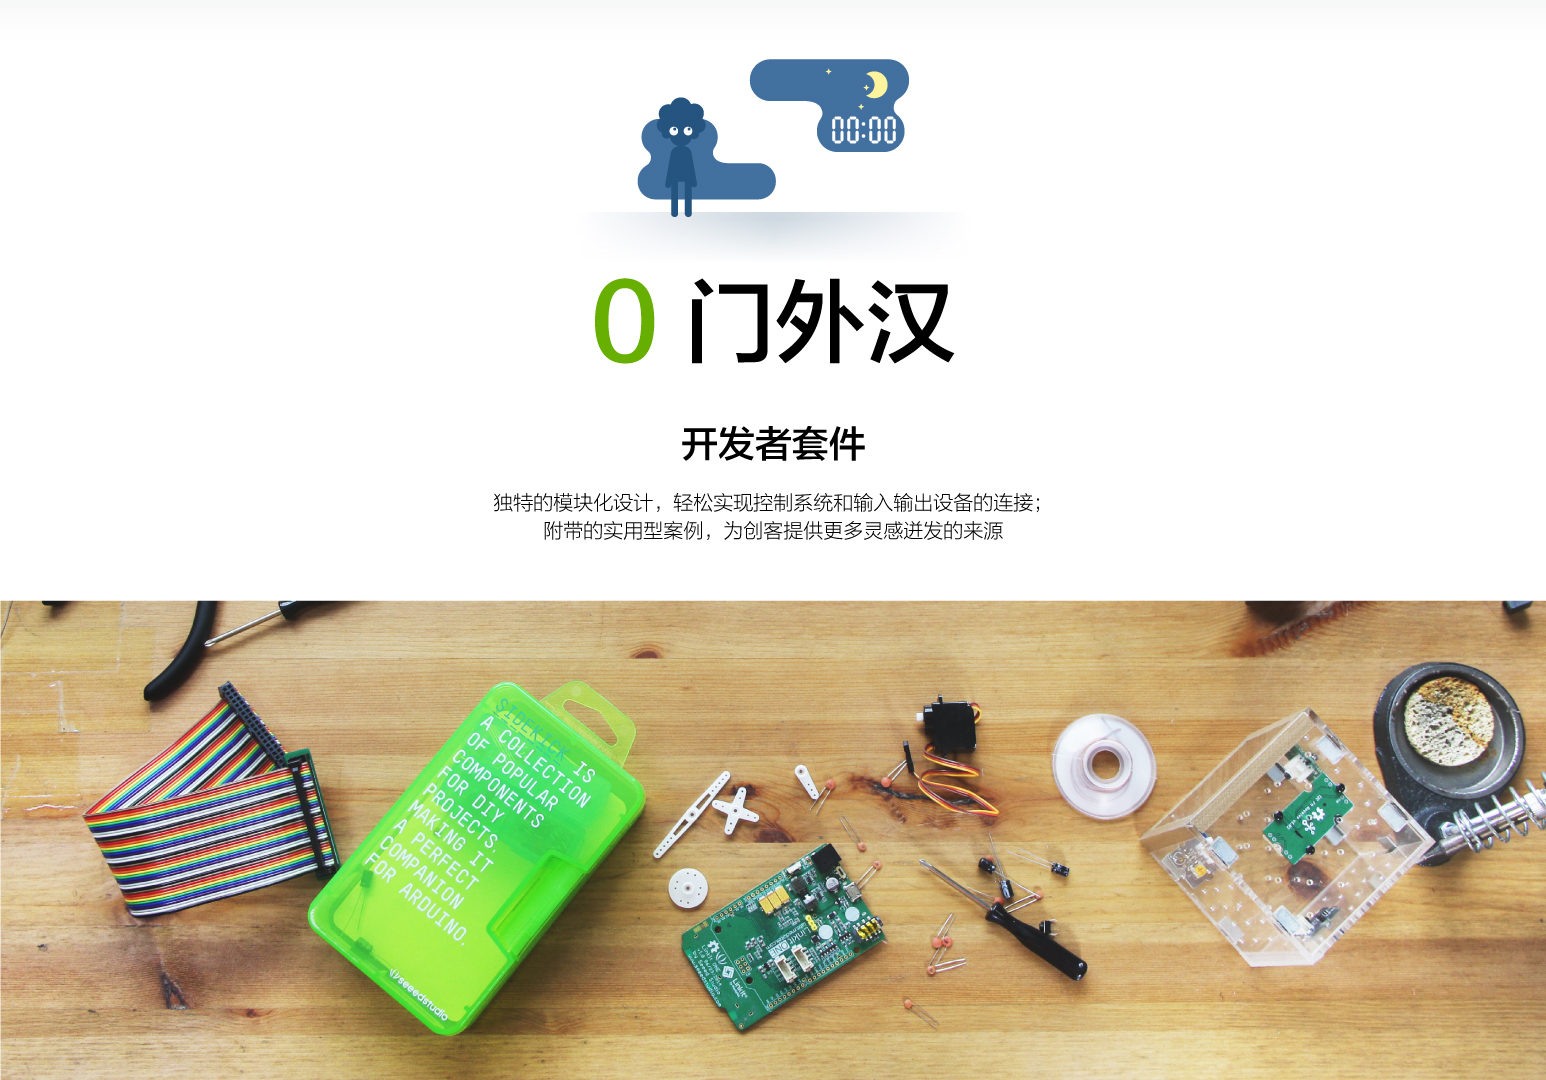 00:00
0 门外汉
开发者套件
独特的模块化设计，轻松实现控制系统和输入输出设备的连接；
附带的实用型案例，为创客提供更多灵感迸发的来源
SIDEKICK IS
A COLLECTION
OF POPULAR
COMPONENTS
FOR DIY
PROJECTS.
MAKING IT
A PERFECT
COMPANION
FOR ARDUINO.
seeedstudio